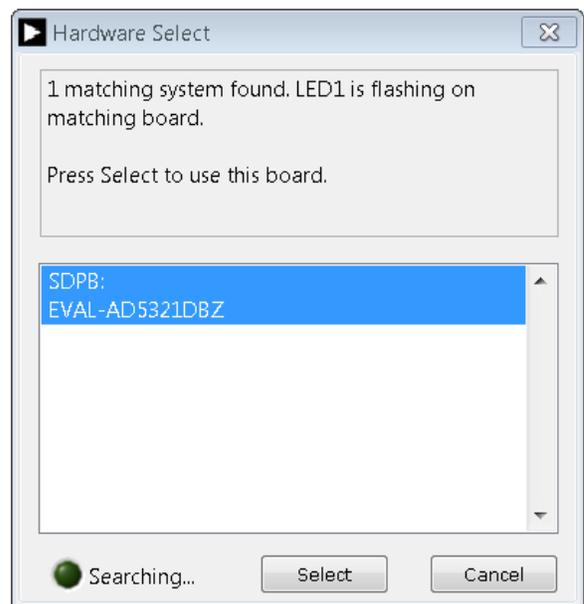 Hardware Select
1 matching system found. LED1 is flashing on
matching board.
Press Select to use this board.
SDPB:
EVAL-AD5321DBZ
Searching...
Select
Cancel